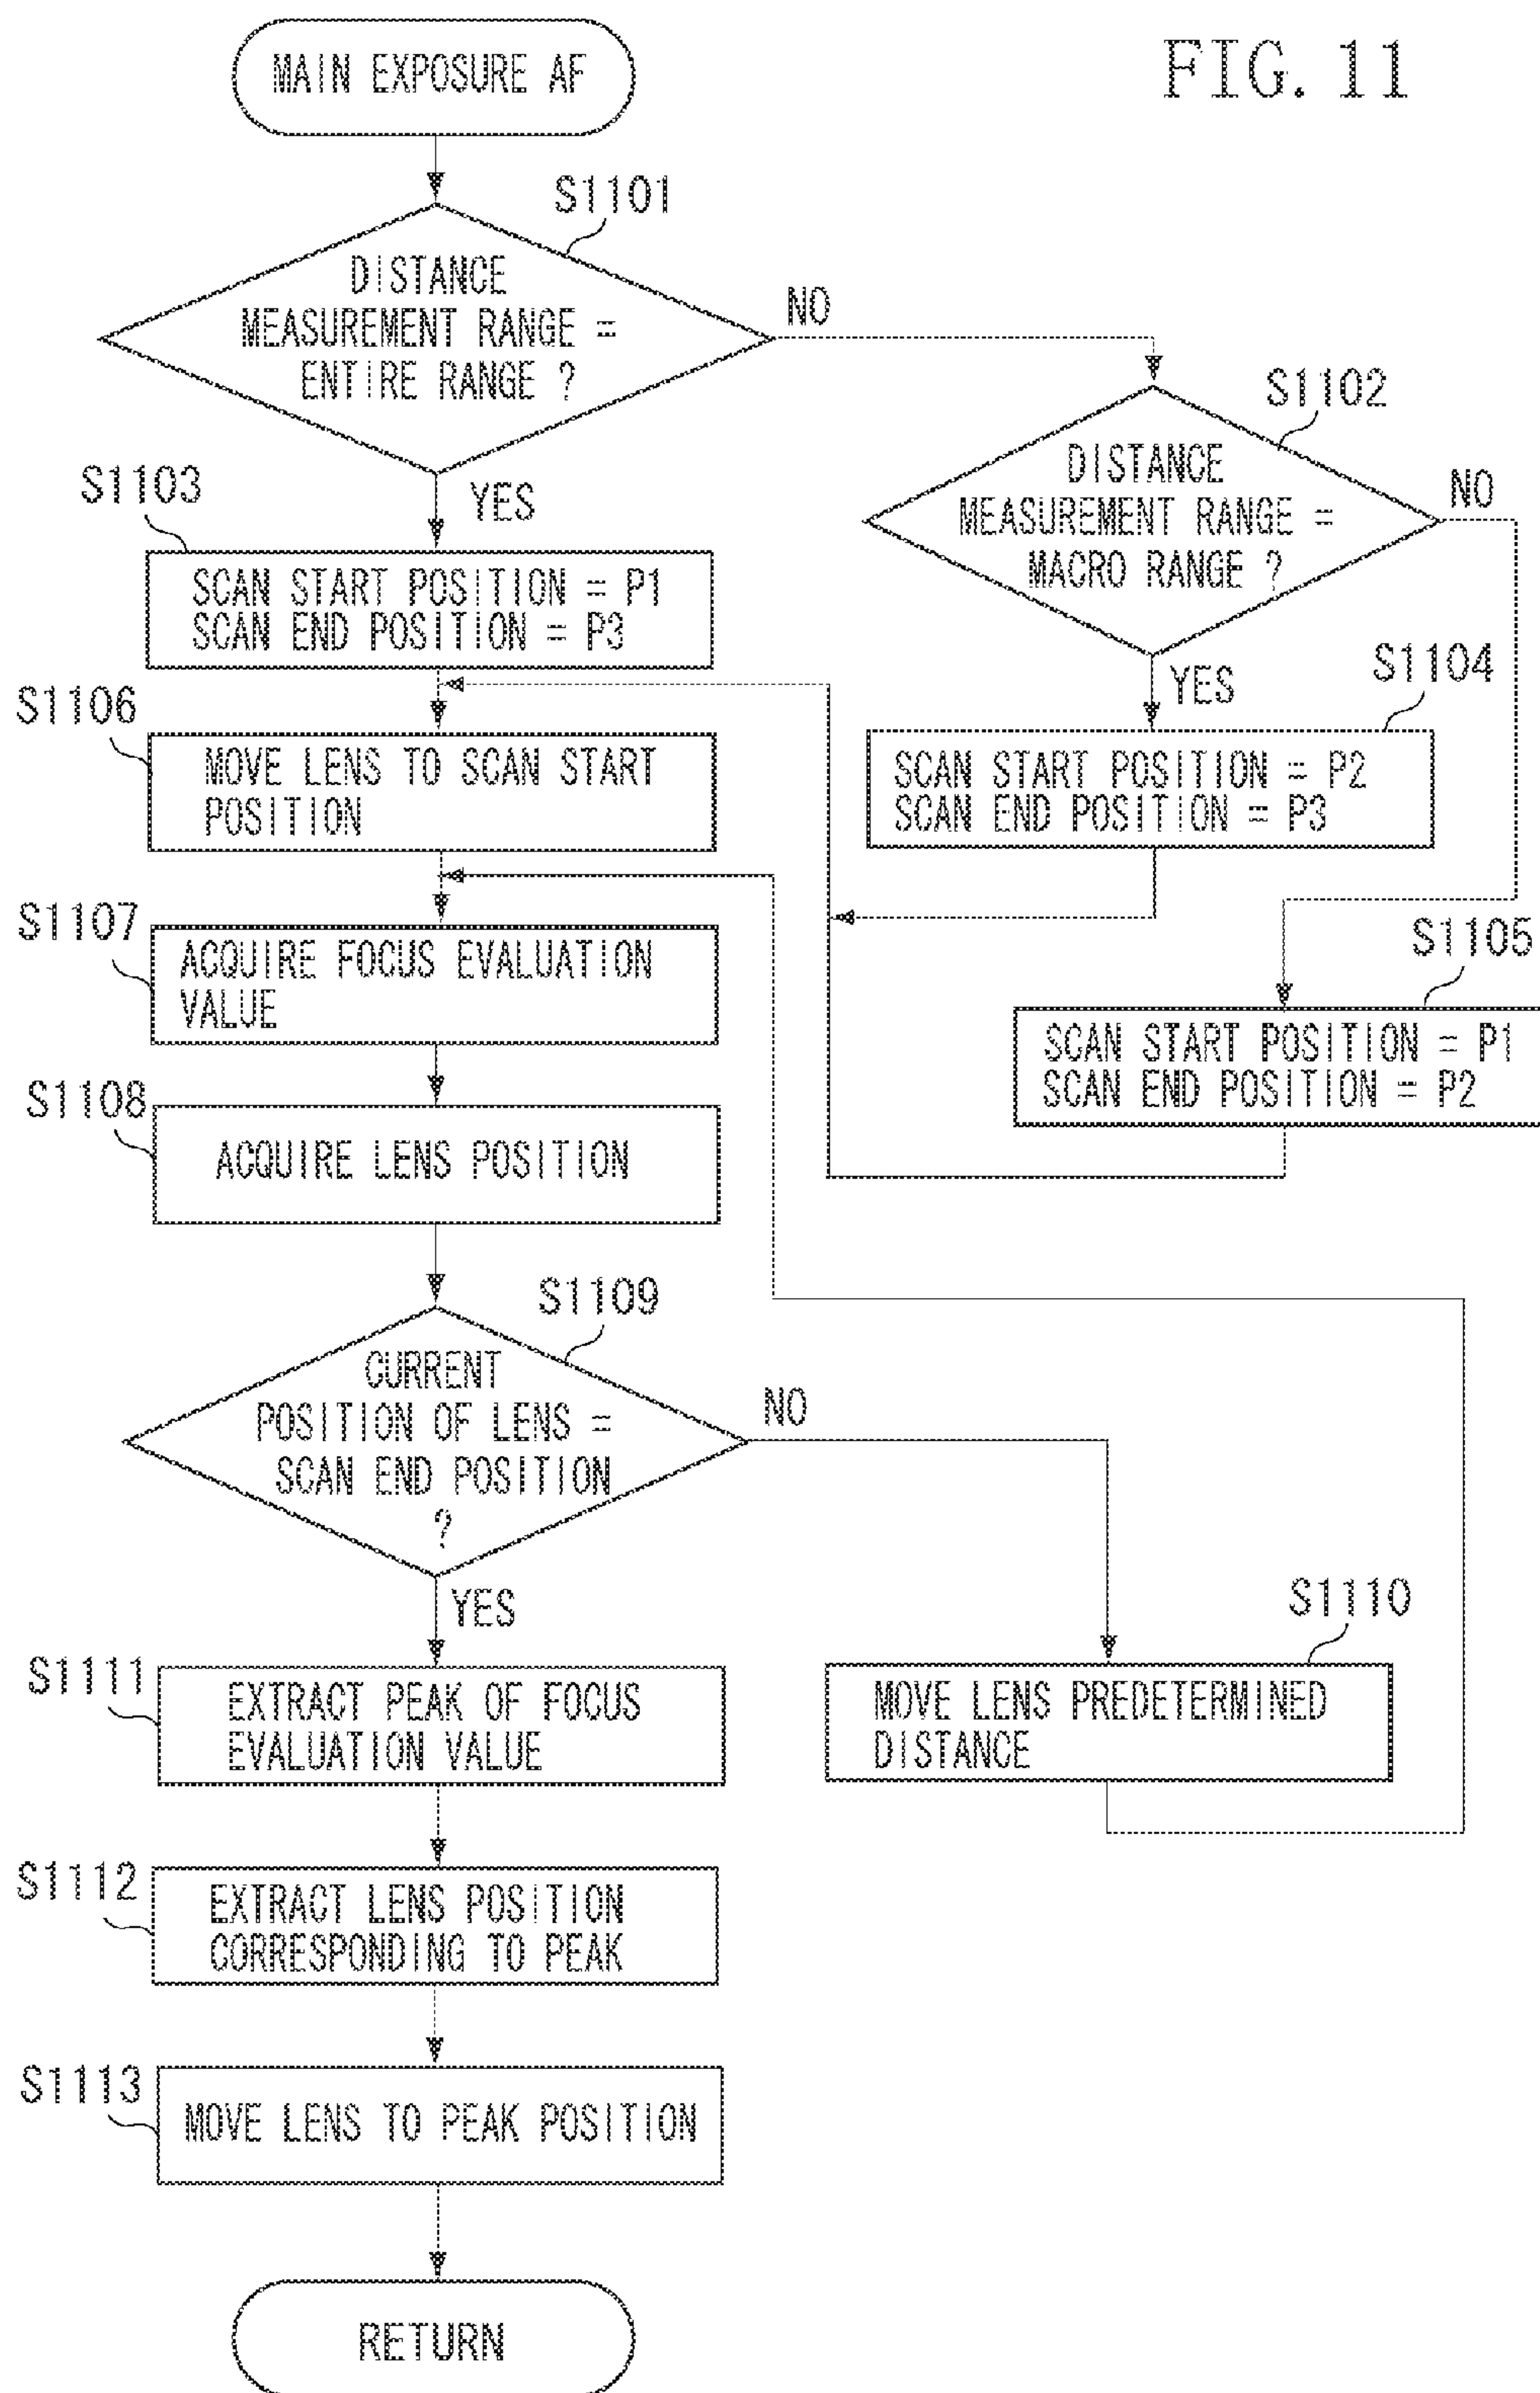 FIG. 11
MAIN EXPOSURE AF
S1101
DISTANCE
MEASUREMENT RANGE =
ENTIRE RANGE ?
NO
YES
S1102
DISTANCE
MEASUREMENT RANGE =
MACRO RANGE ?
NO
YES
S1103
SCAN START POSITION = P1
SCAN END POSITION = P3
S1104
SCAN START POSITION = P2
SCAN END POSITION = P3
S1105
SCAN START POSITION = P1
SCAN END POSITION = P2
S1106
MOVE LENS TO SCAN START
POSITION
S1107
ACQUIRE FOCUS EVALUATION
VALUE
S1108
ACQUIRE LENS POSITION
S1109
CURRENT
POSITION OF LENS =
SCAN END POSITION
?
NO
YES
S1110
MOVE LENS PREDETERMINED
DISTANCE
S1111
EXTRACT PEAK OF FOCUS
EVALUATION VALUE
S1112
EXTRACT LENS POSITION
CORRESPONDING TO PEAK
S1113
MOVE LENS TO PEAK POSITION
RETURN